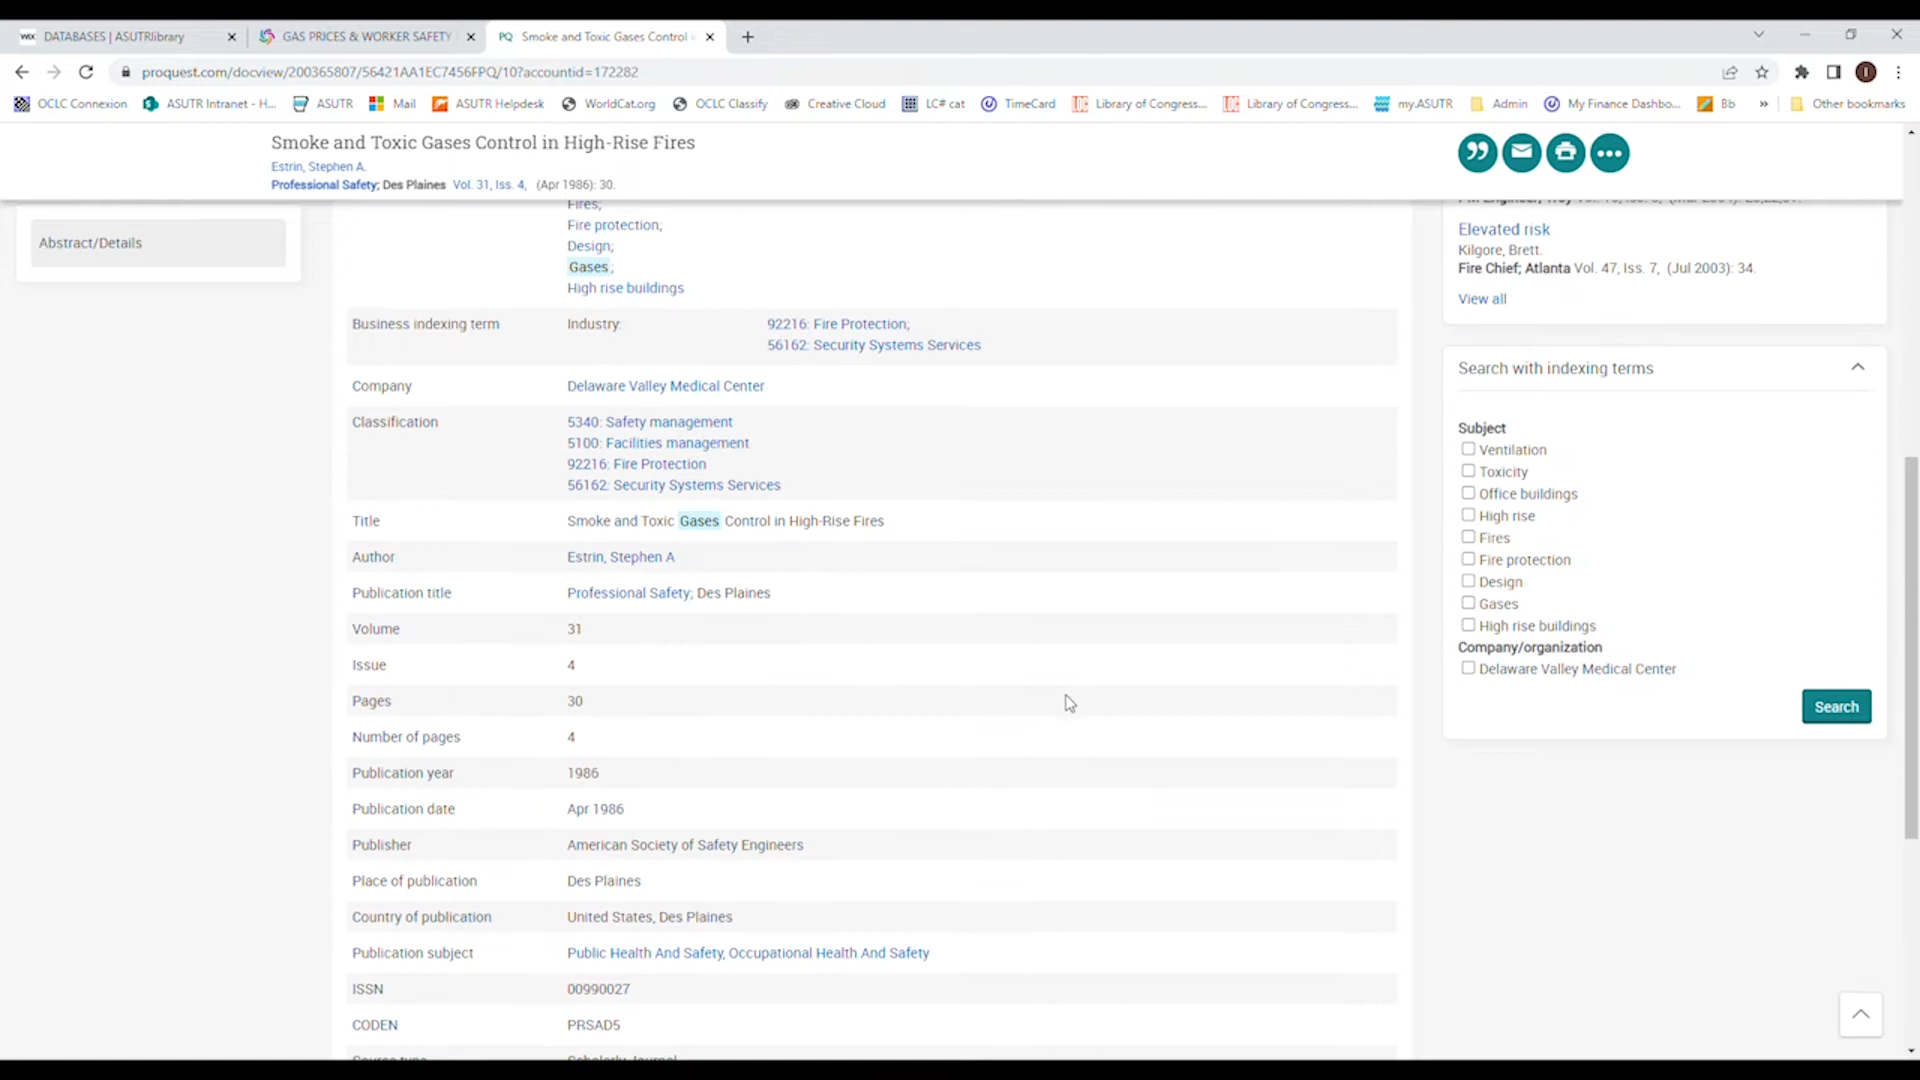 WIX DATABASES | ASUTRlibrary
GAS PRICES & WORKER SAFETY
PQ Smoke and Toxic Gases Control i
proquest.com/docview/200365807/56421AA1EC7456FPQ/10?accountid=172282
OCLC Connexion ASUTR Intranet - H... ASUTR Mail ASUTR Helpdesk WorldCat.org OCLC Classify Creative Cloud LC# cat TimeCard Library of Congress... Library of Congress... my.ASUTR Admin My Finance Dashbo... Bb » Other bookmarks
Smoke and Toxic Gases Control in High-Rise Fires
Estrin, Stephen A.
Professional Safety; Des Plaines Vol. 31, Iss. 4, (Apr 1986): 30.
Abstract/Details
Fires;
Fire protection;
Design;
Gases ;
High rise buildings
Business indexing term Industry: 92216: Fire Protection;
56162: Security Systems Services
Company Delaware Valley Medical Center
Classification 5340: Safety management
5100: Facilities management
92216: Fire Protection
56162: Security Systems Services
Title Smoke and Toxic Gases Control in High-Rise Fires
Author Estrin, Stephen A
Publication title Professional Safety; Des Plaines
Volume 31
Issue 4
Pages 30
Number of pages 4
Publication year 1986
Publication date Apr 1986
Publisher American Society of Safety Engineers
Place of publication Des Plaines
Country of publication United States, Des Plaines
Publication subject Public Health And Safety, Occupational Health And Safety
ISSN 00990027
CODEN PRSAD5
Source type Scholarly Journal
Elevated risk
Kilgore, Brett.
Fire Chief; Atlanta Vol. 47, Iss. 7, (Jul 2003): 34.
View all
Search with indexing terms
Subject
Ventilation
Toxicity
Office buildings
High rise
Fires
Fire protection
Design
Gases
High rise buildings
Company/organization
Delaware Valley Medical Center
Search